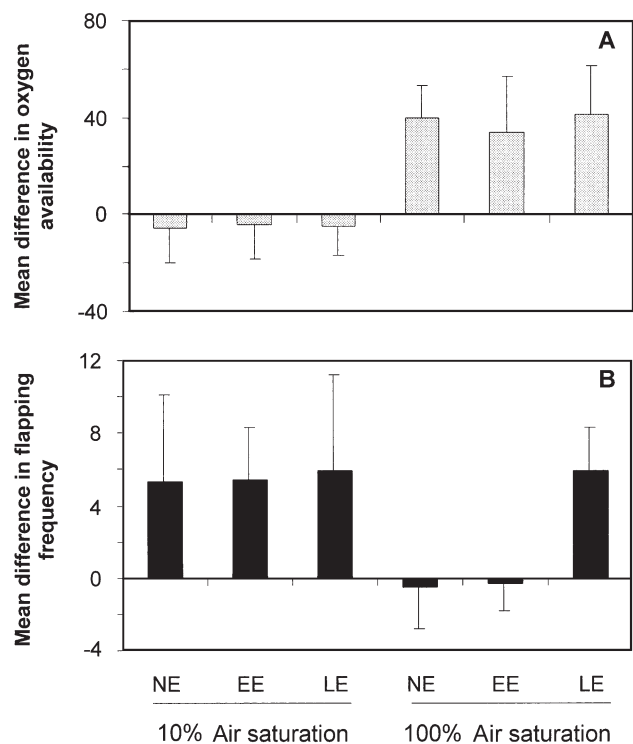 80
A
40
0
-40
Mean difference in oxygen
availability
12
B
8
4
0
-4
Mean difference in flapping
frequency
NE EE LE NE EE LE
10% Air saturation 100% Air saturation